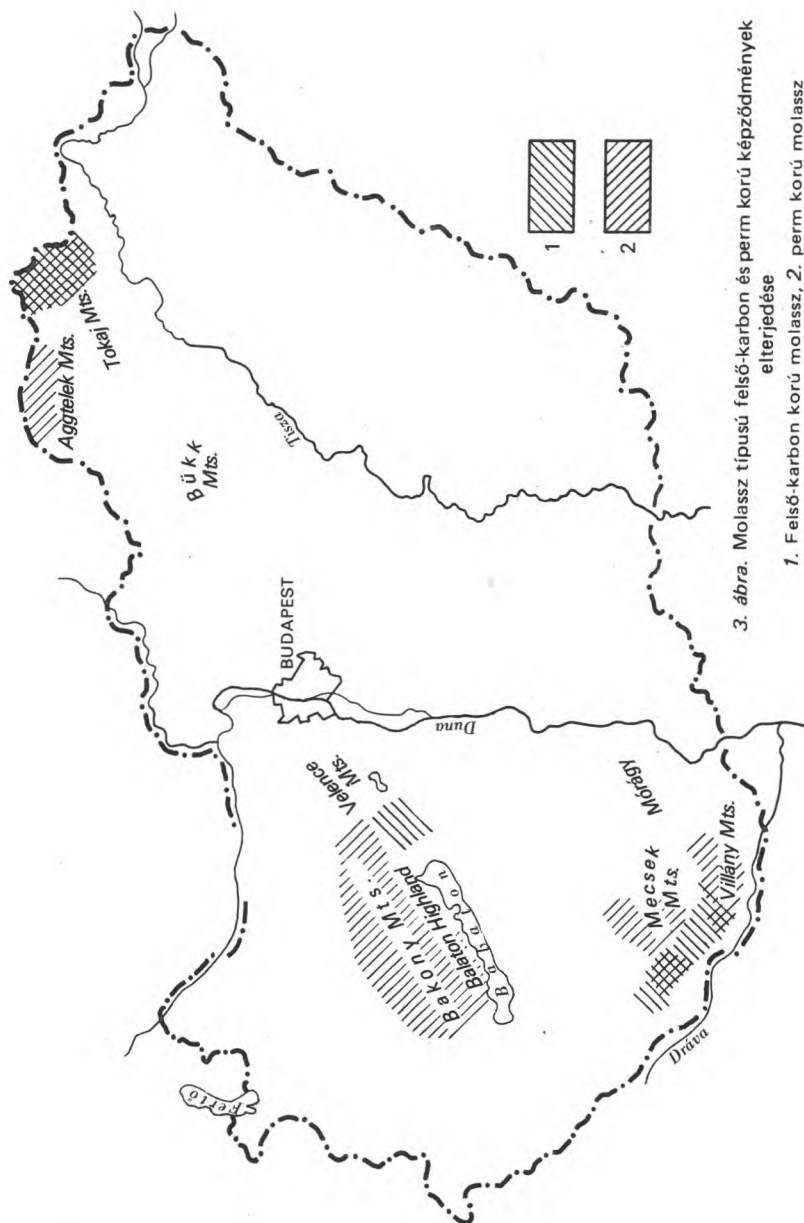 Aggtelek Mts.
Tokaj Mts.
Bükk
Mts.
Tisza
BUDAPEST
Duna
Velence
Mts.
Bakony Mts.
Balaton Highland
Balaton
Fertő
Mórágy
Mecsek
Mts.
Villány Mts.
Dráva
1
2
3. ábra. Molassz típusú felső-karbon és perm korú képződmények
elterjedése
1. Felső-karbon korú molassz, 2. perm korú molassz